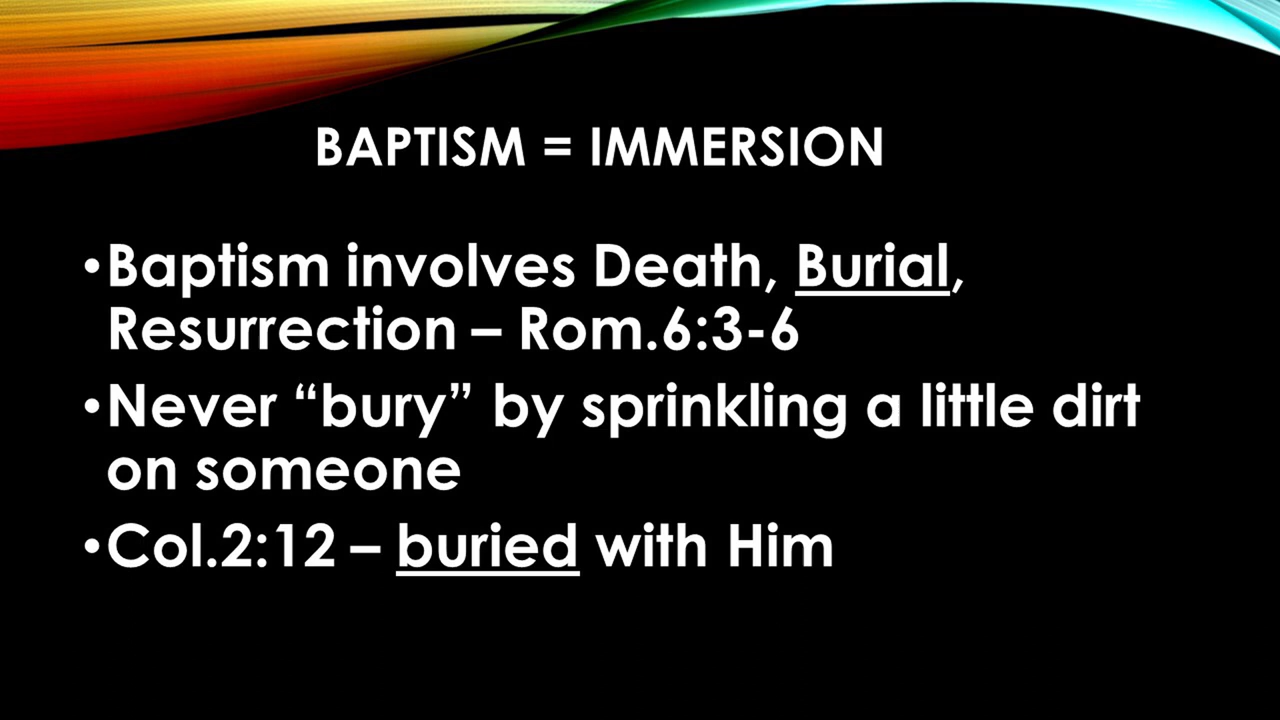 BAPTISM = IMMERSION
•Baptism involves Death, Burial,
Resurrection – Rom.6:3-6
•Never “bury” by sprinkling a little dirt
on someone
•Col.2:12 – buried with Him